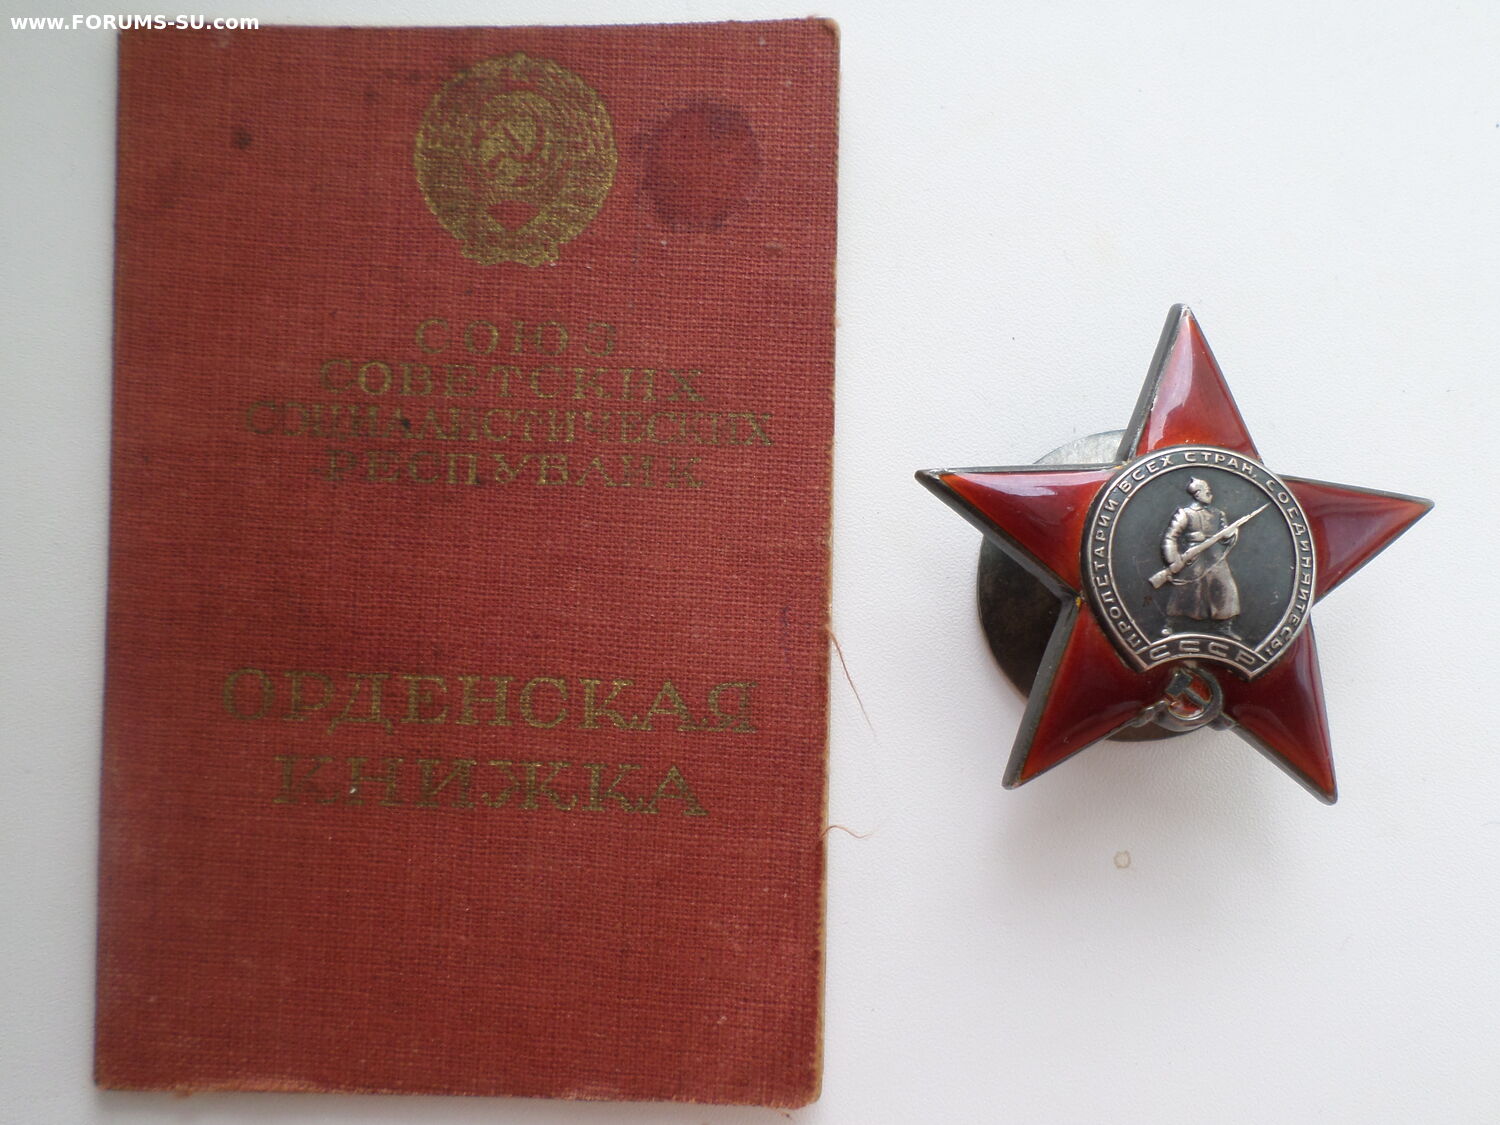 www.FORUMS-SU.com
СОЮЗ
СОВЕТСКИХ
СОЦИАЛИСТИЧЕСКИХ
РЕСПУБЛИК
ОРДЕНСКАЯ
КНИЖКА
ПРОЛЕТАРИИ ВСЕХ СТРАН, СОЕДИНЯЙТЕСЬ!
СССР